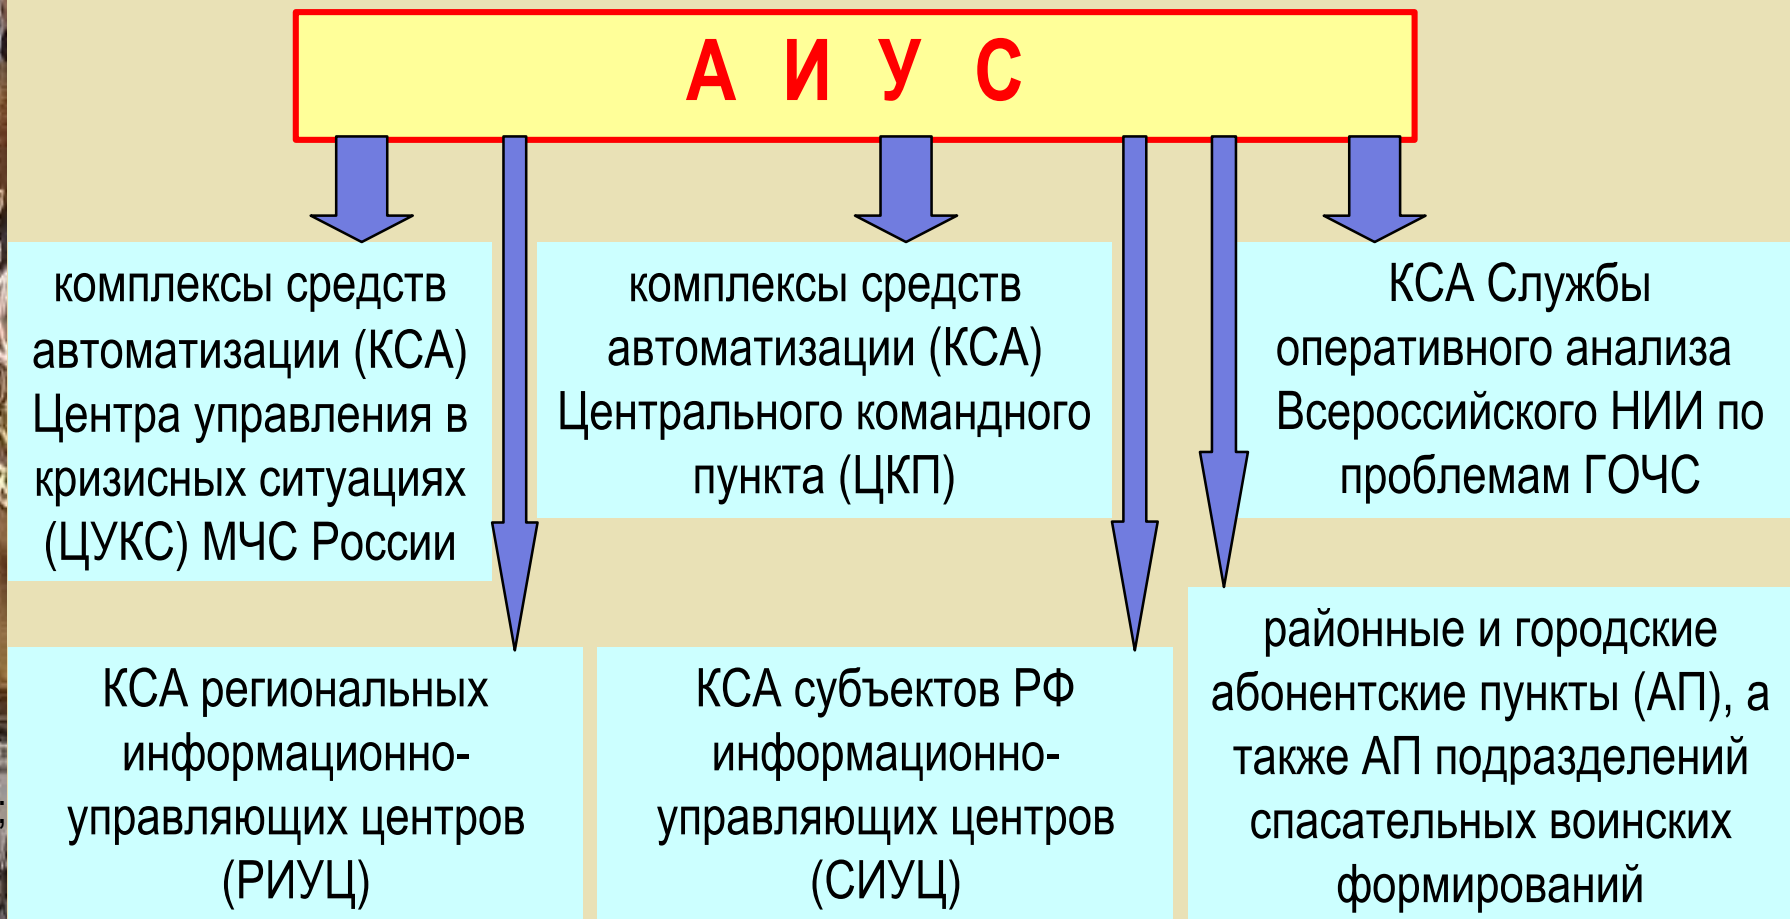 А И У С
комплексы средств
автоматизации (КСА)
Центра управления в
кризисных ситуациях
(ЦУКС) МЧС России
комплексы средств
автоматизации (КСА)
Центрального командного
пункта (ЦКП)
КСА Службы
оперативного анализа
Всероссийского НИИ по
проблемам ГОЧС
КСА региональных
информационно-
управляющих центров
(РИУЦ)
КСА субъектов РФ
информационно-
управляющих центров
(СИУЦ)
районные и городские
абонентские пункты (АП), а
также АП подразделений
спасательных воинских
формирований